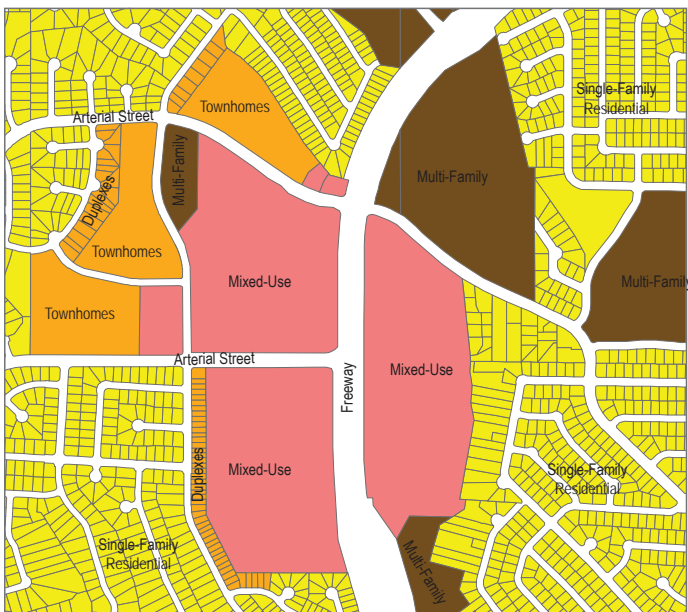 Single-Family
Residential
Townhomes
Arterial Street
Multi-Family
Multi-Family
Duplexes
Townhomes
Mixed-Use
Multi-Family
Townhomes
Arterial Street
Mixed-Use
Freeway
Mixed-Use
Duplexes
Single-Family
Residential
Single-Family
Residential
Multi-Family